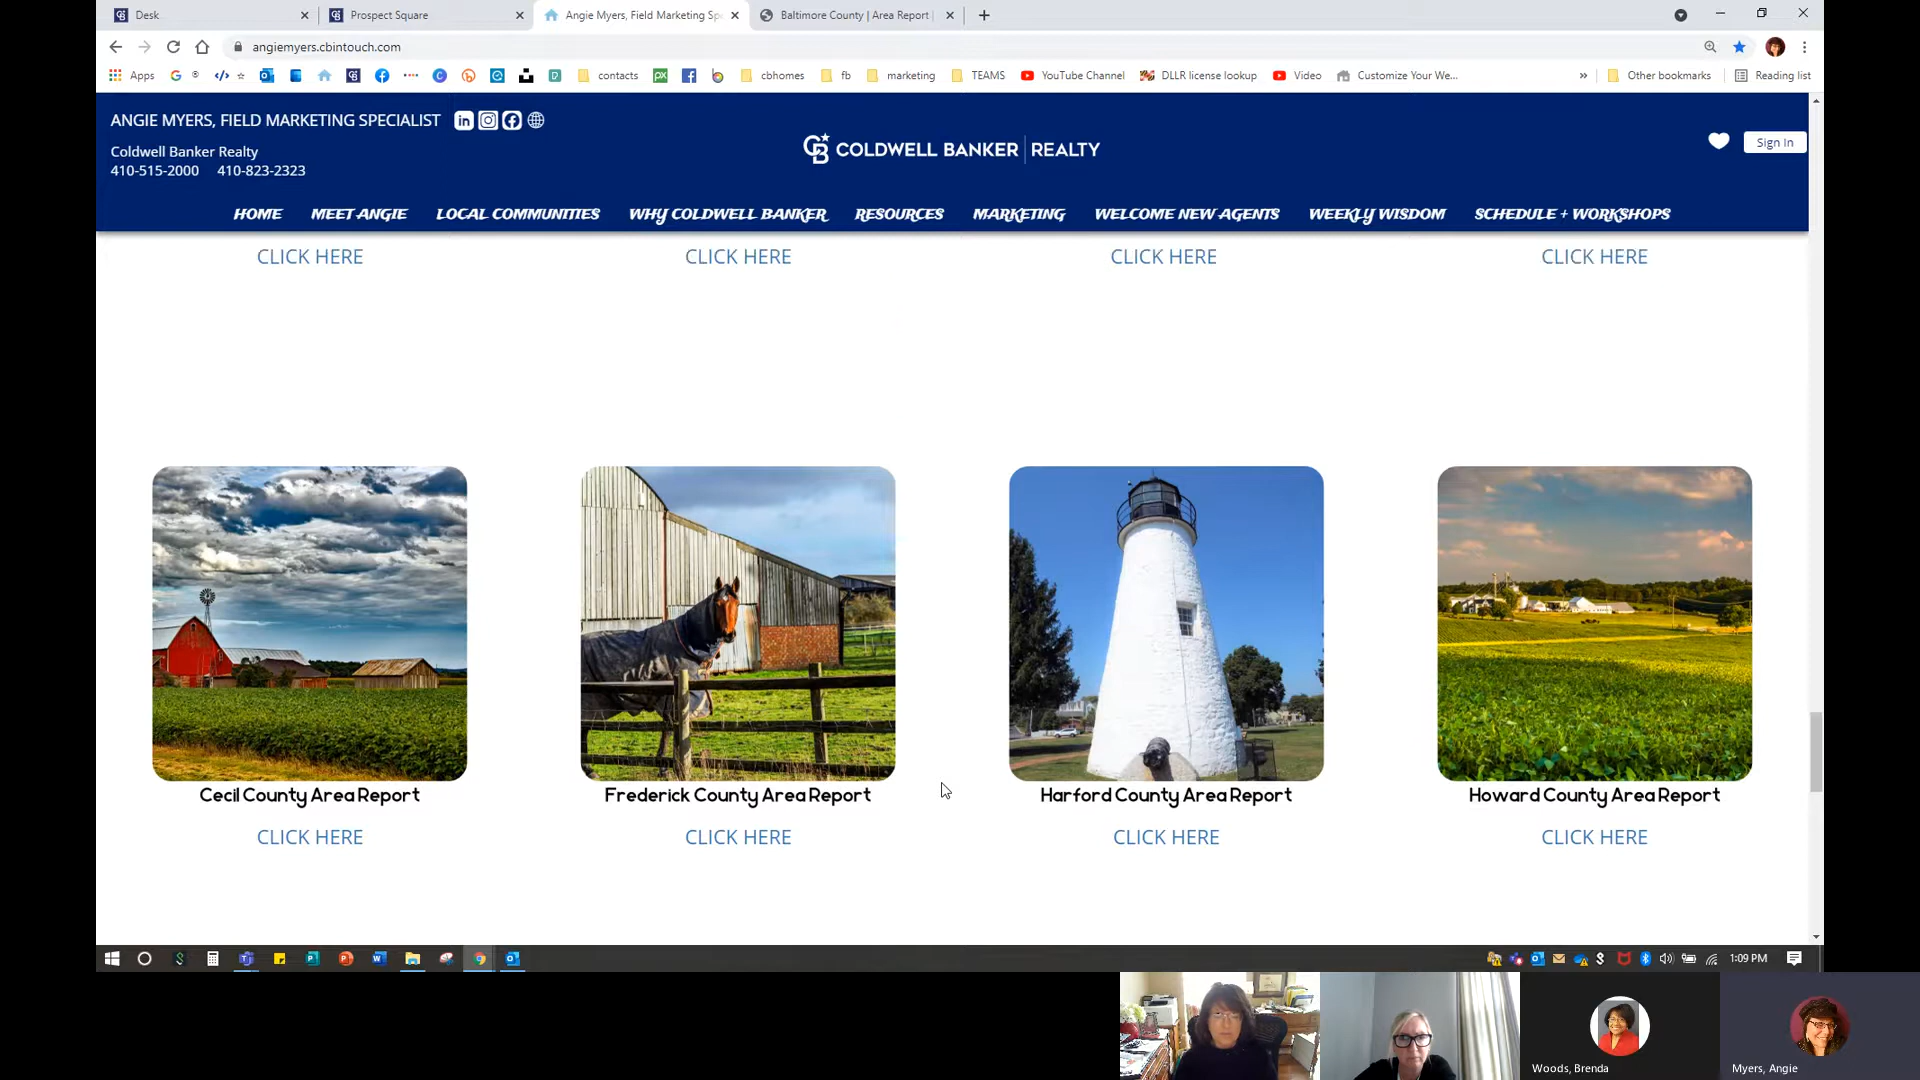 Desk
Prospect Square
Angie Myers, Field Marketing Spe
Baltimore County | Area Report |
angiemyers.cbintouch.com
Apps
contacts
cbhomes
fb
marketing
TEAMS
YouTube Channel
DLLR license lookup
Video
Customize Your We...
Other bookmarks
Reading list
ANGIE MYERS, FIELD MARKETING SPECIALIST
Coldwell Banker Realty
410-515-2000 410-823-2323
COLDWELL BANKER | REALTY
Sign In
HOME
MEET ANGIE
LOCAL COMMUNITIES
WHY COLDWELL BANKER
RESOURCES
MARKETING
WELCOME NEW AGENTS
WEEKLY WISDOM
SCHEDULE + WORKSHOPS
CLICK HERE
CLICK HERE
CLICK HERE
CLICK HERE
Cecil County Area Report
Frederick County Area Report
Harford County Area Report
Howard County Area Report
CLICK HERE
CLICK HERE
CLICK HERE
CLICK HERE
1:09 PM
Woods, Brenda
Myers, Angie